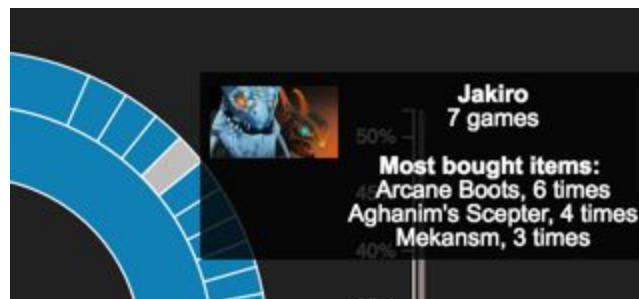 Jakiro
7 games
50%
Most bought items:
Arcane Boots, 6 times
Aghanim's Scepter, 4 times
Mekansm, 3 times
40%